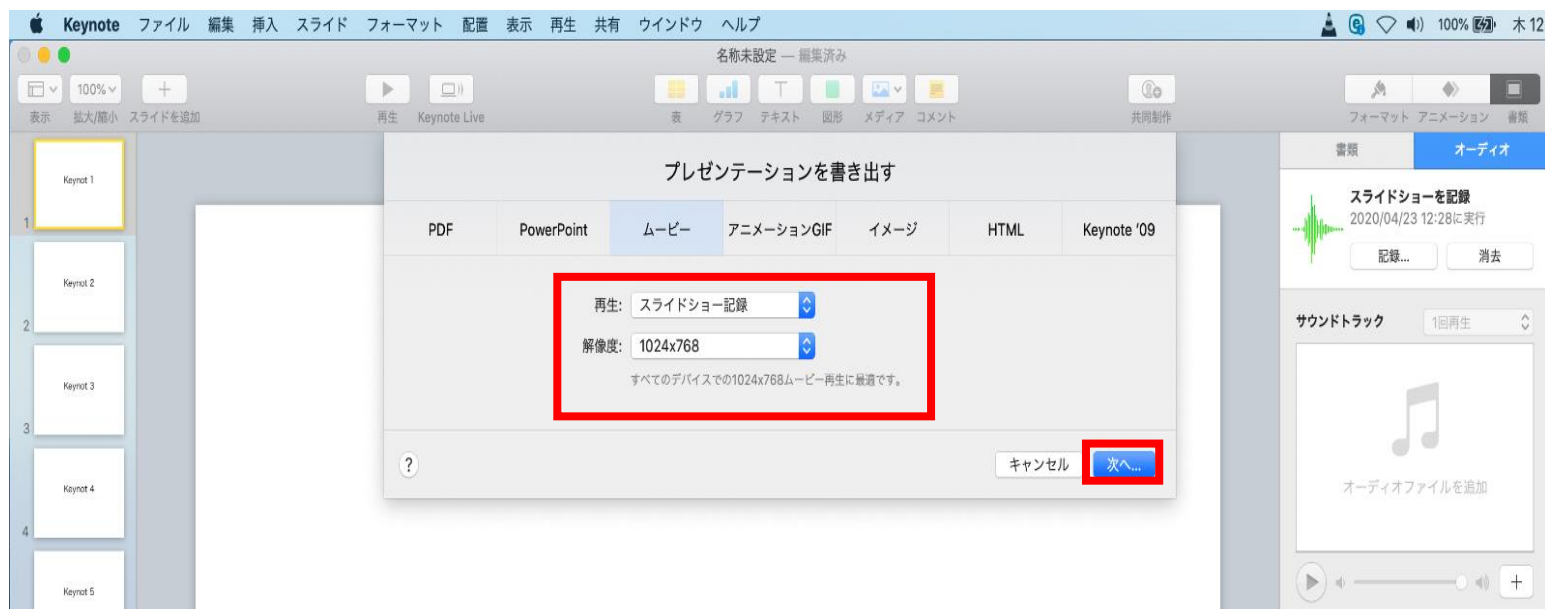 Keynote ファイル 編集 挿入 スライド フォーマット 配置 表示 再生 共有 ウインドウ ヘルプ 100% 木 12
名称未設定 — 編集済み
100%
表示 拡大/縮小 スライドを追加 再生 Keynote Live 表 グラフ テキスト 図形 メディア コメント 共同制作 フォーマット アニメーション 書類
書類 オーディオ
プレゼンテーションを書き出す
Keynot 1
1
スライドショーを記録
2020/04/23 12:28に実行
記録... 消去
PDF PowerPoint ムービー アニメーションGIF イメージ HTML Keynote '09
Keynot 2
2
再生: スライドショー記録
サウンドトラック 1回再生
解像度: 1024x768
すべてのデバイスでの1024x768ムービー再生に最適です。
Keynot 3
3
? キャンセル 次へ...
Keynot 4
4
オーディオファイルを追加
Keynot 5